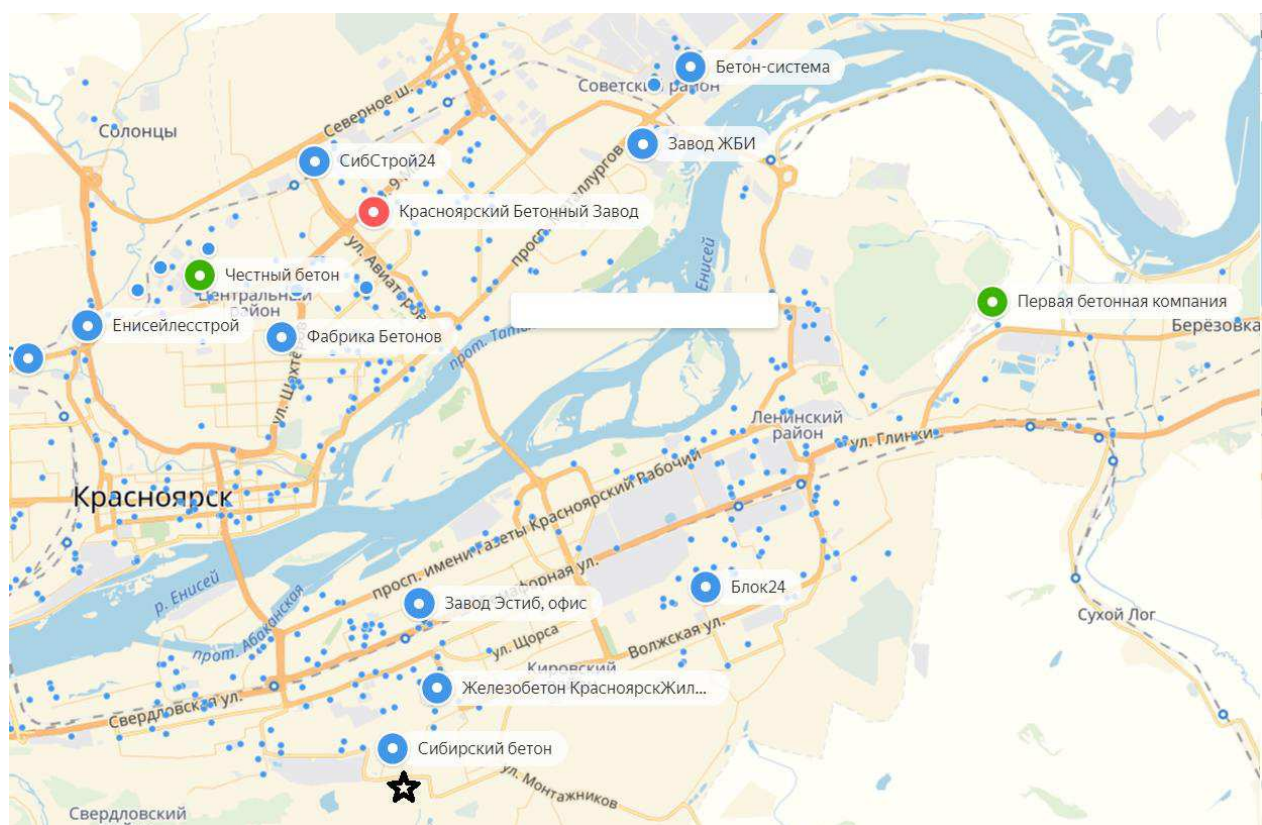 Бетон-система
Советский район
Северное ш.
Солонцы
Завод ЖБИ
СибСтрой24
Красноярский Бетонный Завод
ул. Авиаторов
р. Енисей
Честный бетон
Центральный
район
Первая бетонная компания
Берёзовка
Енисейлесстрой
Фабрика Бетонов
ул. Шахтёров
Ленинский
район
ул. Глинки
Красноярск
просп. имени Газеты Красноярский Рабочий
р. Енисей
прот. Абаканская
Завод Эстиб, офис
Блок24
Сухой Лог
ул. Щорса
Волжская ул.
Кировский
Железобетон КрасноярскЖил...
Свердловская ул.
Сибирский бетон
ул. Монтажников
Свердловский